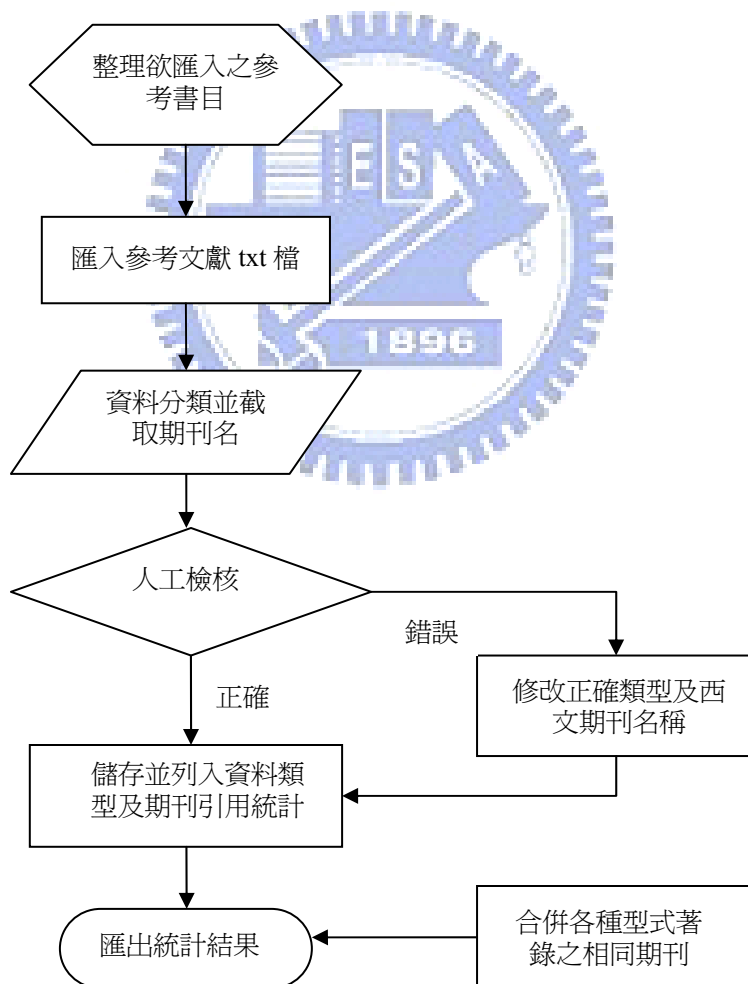 整理欲匯入之參
考書目
E S A
匯入參考文獻 txt 檔
1896
資料分類並截
取期刊名
人工檢核
錯誤
正確
修改正確類型及西
文期刊名稱
儲存並列入資料類
型及期刊引用統計
匯出統計結果
合併各種型式著
錄之相同期刊